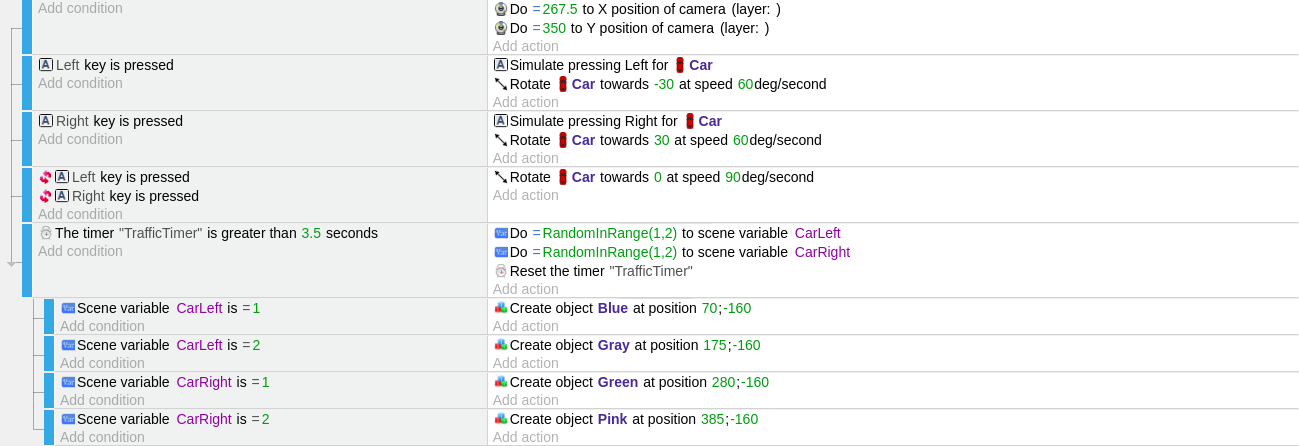 Add condition
Do =267.5 to X position of camera (layer: )
Do =350 to Y position of camera (layer: )
Add action
Left key is pressed
Add condition
Simulate pressing Left for Car
Rotate Car towards -30 at speed 60deg/second
Add action
Right key is pressed
Add condition
Simulate pressing Right for Car
Rotate Car towards 30 at speed 60deg/second
Add action
Left key is pressed
Right key is pressed
Add condition
Rotate Car towards 0 at speed 90deg/second
Add action
The timer "TrafficTimer" is greater than 3.5 seconds
Add condition
Do =RandomInRange(1,2) to scene variable CarLeft
Do =RandomInRange(1,2) to scene variable CarRight
Reset the timer "TrafficTimer"
Add action
Scene variable CarLeft is =1
Add condition
Create object Blue at position 70;-160
Add action
Scene variable CarLeft is =2
Add condition
Create object Gray at position 175;-160
Add action
Scene variable CarRight is =1
Add condition
Create object Green at position 280;-160
Add action
Scene variable CarRight is =2
Add condition
Create object Pink at position 385;-160
Add action